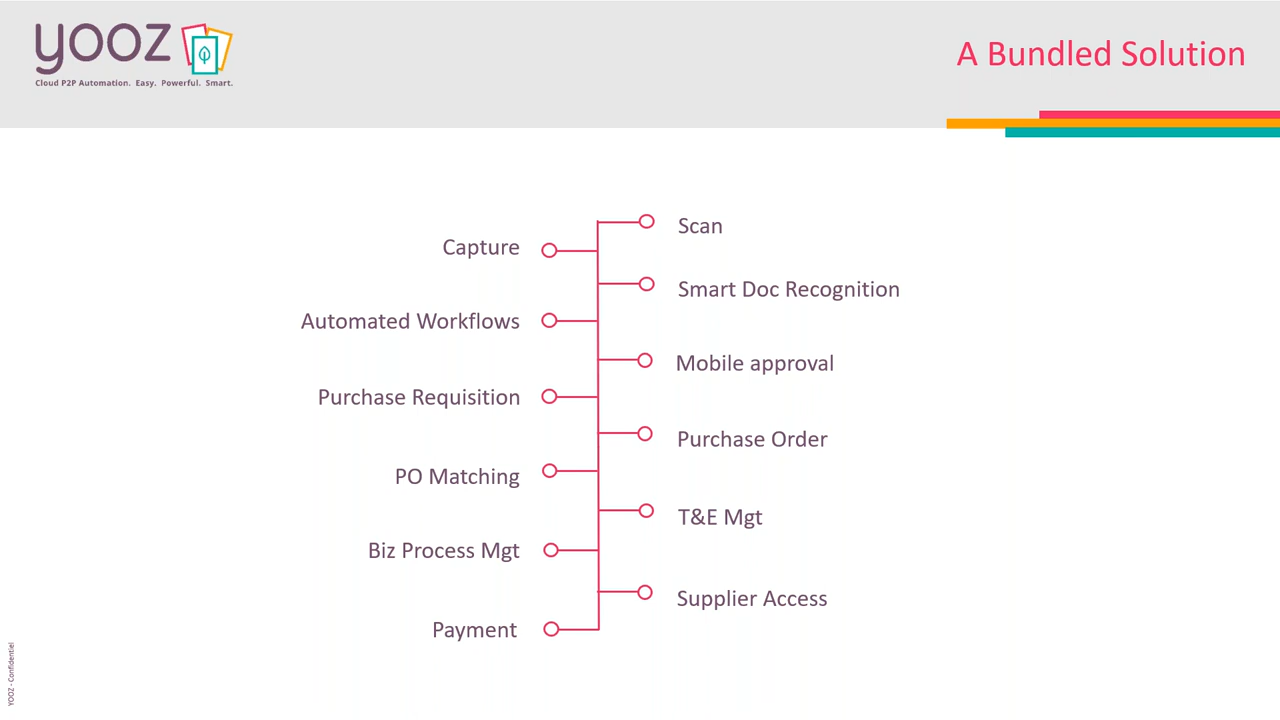 yooz
Cloud P2P Automation. Easy. Powerful. Smart.
A Bundled Solution
Scan
Capture
Smart Doc Recognition
Automated Workflows
Mobile approval
Purchase Requisition
Purchase Order
PO Matching
T&E Mgt
Biz Process Mgt
Supplier Access
Payment
YOOZ - Confidentiel